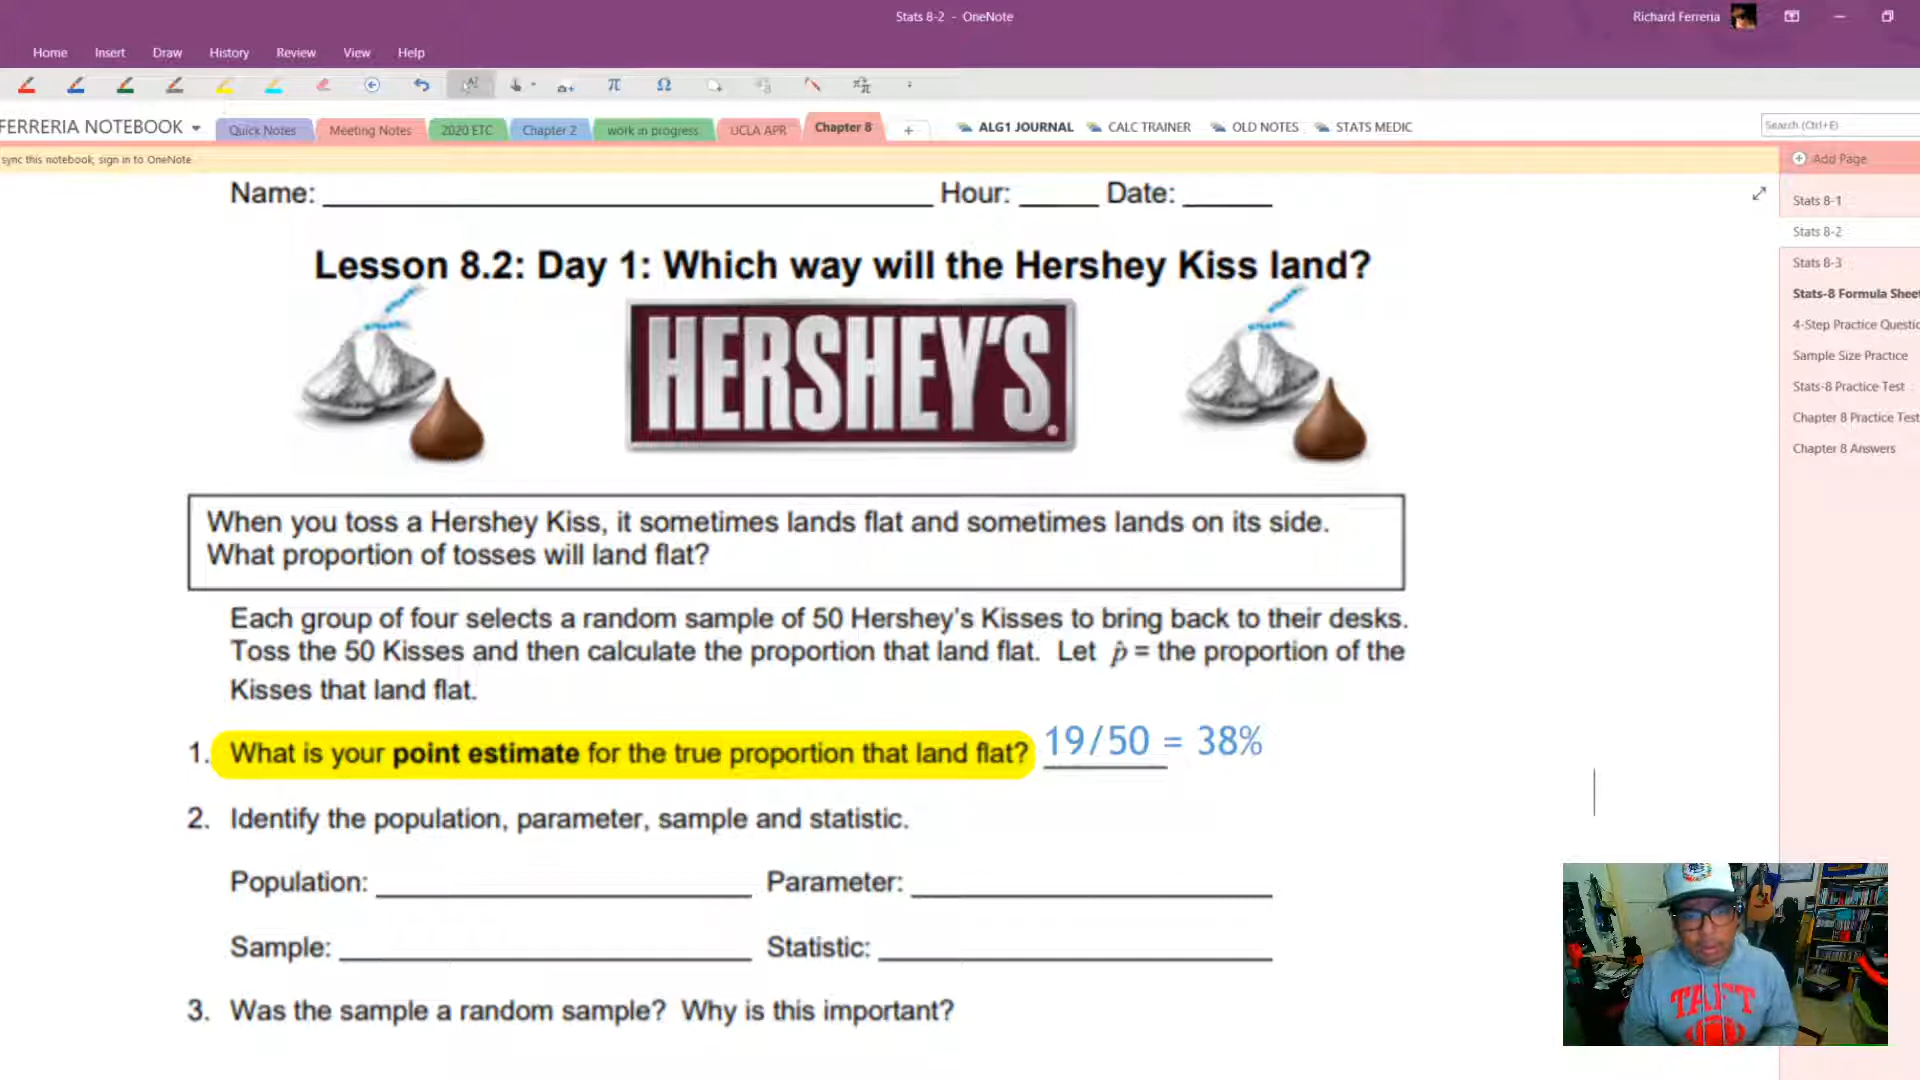 Stats 8-2 - OneNote
Richard Ferreria
Home Insert Draw History Review View Help
FERRERIA NOTEBOOK
Quick Notes Meeting Notes 2020 ETC Chapter 2 work in progress UCLA APR Chapter 8 + ALG1 JOURNAL CALC TRAINER OLD NOTES STATS MEDIC
Search (Ctrl+E)
sync this notebook, sign in to OneNote
Add Page
Stats 8-1
Stats 8-2
Stats 8-3
Stats-8 Formula Sheet
4-Step Practice Questio
Sample Size Practice
Stats-8 Practice Test
Chapter 8 Practice Test
Chapter 8 Answers
Name: Hour: Date:
Lesson 8.2: Day 1: Which way will the Hershey Kiss land?
HERSHEY'S
When you toss a Hershey Kiss, it sometimes lands flat and sometimes lands on its side.
What proportion of tosses will land flat?
Each group of four selects a random sample of 50 Hershey's Kisses to bring back to their desks.
Toss the 50 Kisses and then calculate the proportion that land flat. Let p̂ = the proportion of the
Kisses that land flat.
1. What is your point estimate for the true proportion that land flat? 19/50 = 38%
2. Identify the population, parameter, sample and statistic.
Population: Parameter:
Sample: Statistic:
3. Was the sample a random sample? Why is this important?
TAFT